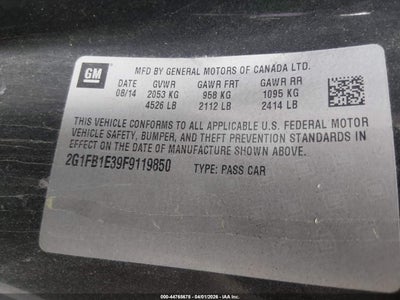 GM
MFD BY GENERAL MOTORS OF CANADA LTD.
DATE GVWR GAWR FRT GAWR RR
08/14 2053 KG 958 KG 1095 KG
4526 LB 2112 LB 2414 LB
THIS VEHICLE CONFORMS TO ALL APPLICABLE U.S. FEDERAL MOTOR
VEHICLE SAFETY, BUMPER, AND THEFT PREVENTION STANDARDS
IN EFFECT ON THE DATE OF MANUFACTURE SHOWN ABOVE.
2G1FB1E39F9119850 TYPE: PASS CAR
000-44765675 - 04/01/2026 - IAAI.COM